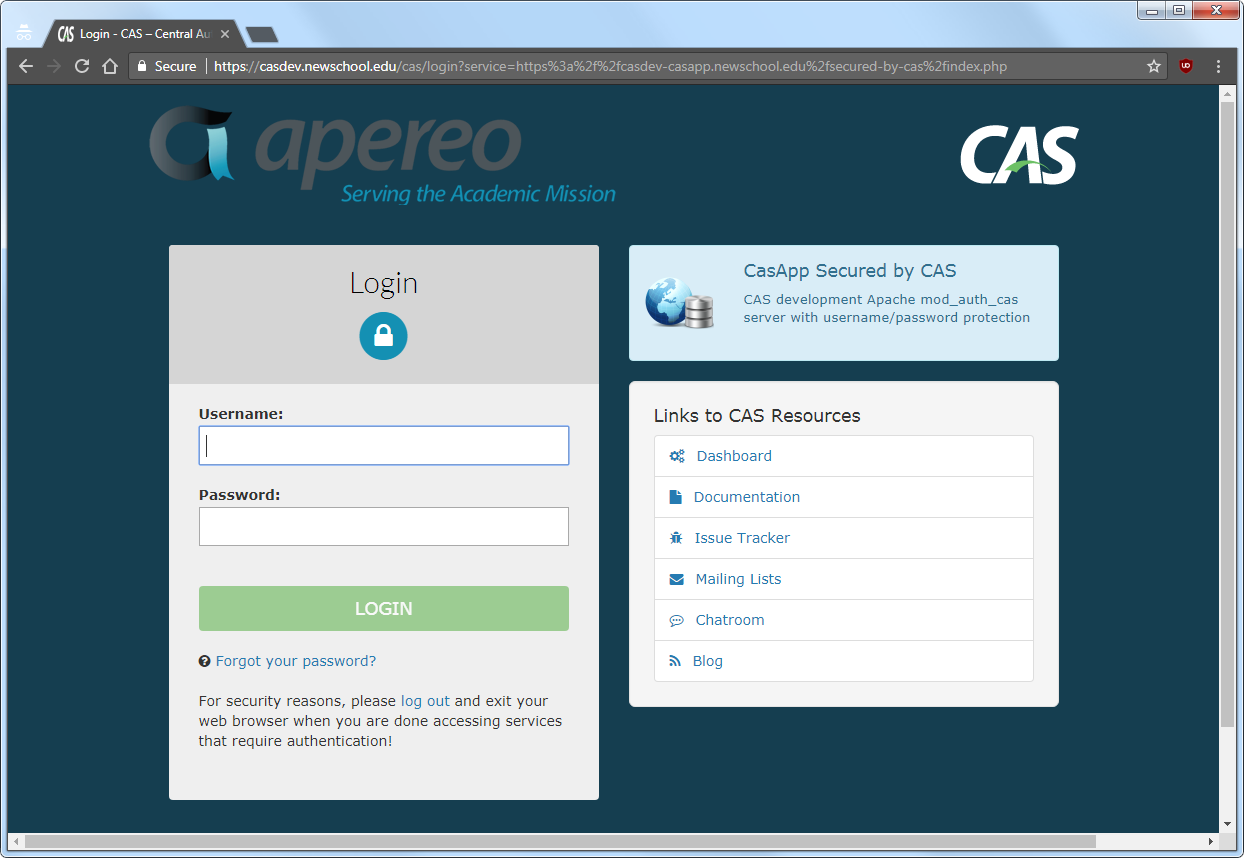 CAS Login - CAS – Central Au
Secure https://casdev.newschool.edu/cas/login?service=https%3a%2f%2fcasdev-casapp.newschool.edu%2fsecured-by-cas%2findex.php
apereo
Serving the Academic Mission
CAS
Login
Username:
Password:
LOGIN
Forgot your password?
For security reasons, please log out and exit your
web browser when you are done accessing services
that require authentication!
CasApp Secured by CAS
CAS development Apache mod_auth_cas
server with username/password protection
Links to CAS Resources
Dashboard
Documentation
Issue Tracker
Mailing Lists
Chatroom
Blog